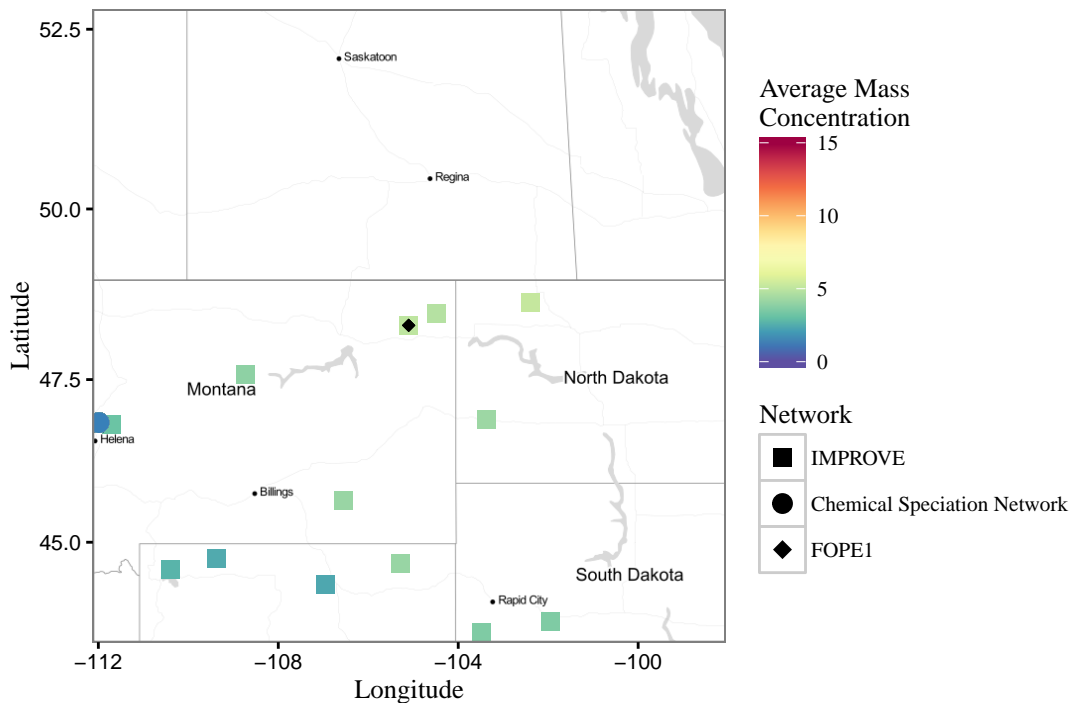 52.5
50.0
47.5
45.0
Latitude
−112
−108
−104
−100
Longitude
Saskatoon
Regina
Montana
North Dakota
Helena
Billings
South Dakota
Rapid City
Average Mass
Concentration
15
10
5
0
Network
IMPROVE
Chemical Speciation Network
FOPE1